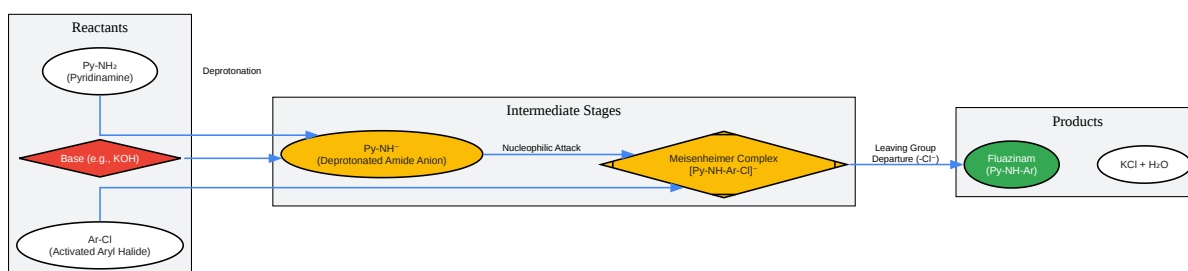 Reactants
Py-NH₂
(Pyridinamine)
Deprotonation
Base (e.g., KOH)
Ar-Cl
(Activated Aryl Halide)
Intermediate Stages
Py-NH⁻
(Deprotonated Amide Anion)
Nucleophilic Attack
Meisenheimer Complex
[Py-NH-Ar-Cl]⁻
Leaving Group
Departure (-Cl⁻)
Products
Fluazinam
(Py-NH-Ar)
KCl + H₂O